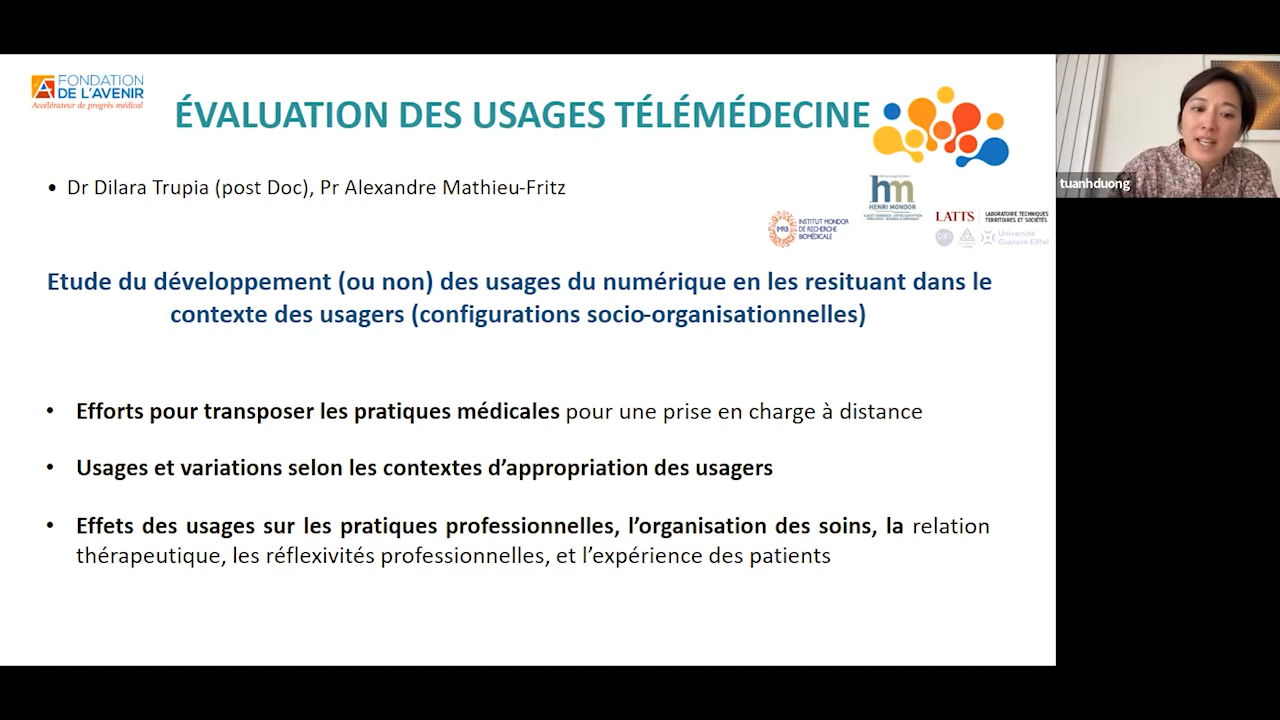 FONDATION
DE L'AVENIR
Accélérateur de progrès médical
ÉVALUATION DES USAGES TÉLÉMÉDECINE
• Dr Dilara Trupia (post Doc), Pr Alexandre Mathieu-Fritz
tuanhduong
hm
HENRI MONDOR
IMRB
INSTITUT MONDOR
DE RECHERCHE
BIOMÉDICALE
LATTS
LABORATOIRE TECHNIQUES
TERRITOIRES ET SOCIÉTÉS
Université
Gustave Eiffel
Etude du développement (ou non) des usages du numérique en les resituant dans le
contexte des usagers (configurations socio-organisationnelles)
• Efforts pour transposer les pratiques médicales pour une prise en charge à distance
• Usages et variations selon les contextes d'appropriation des usagers
• Effets des usages sur les pratiques professionnelles, l'organisation des soins, la relation
thérapeutique, les réflexivités professionnelles, et l'expérience des patients